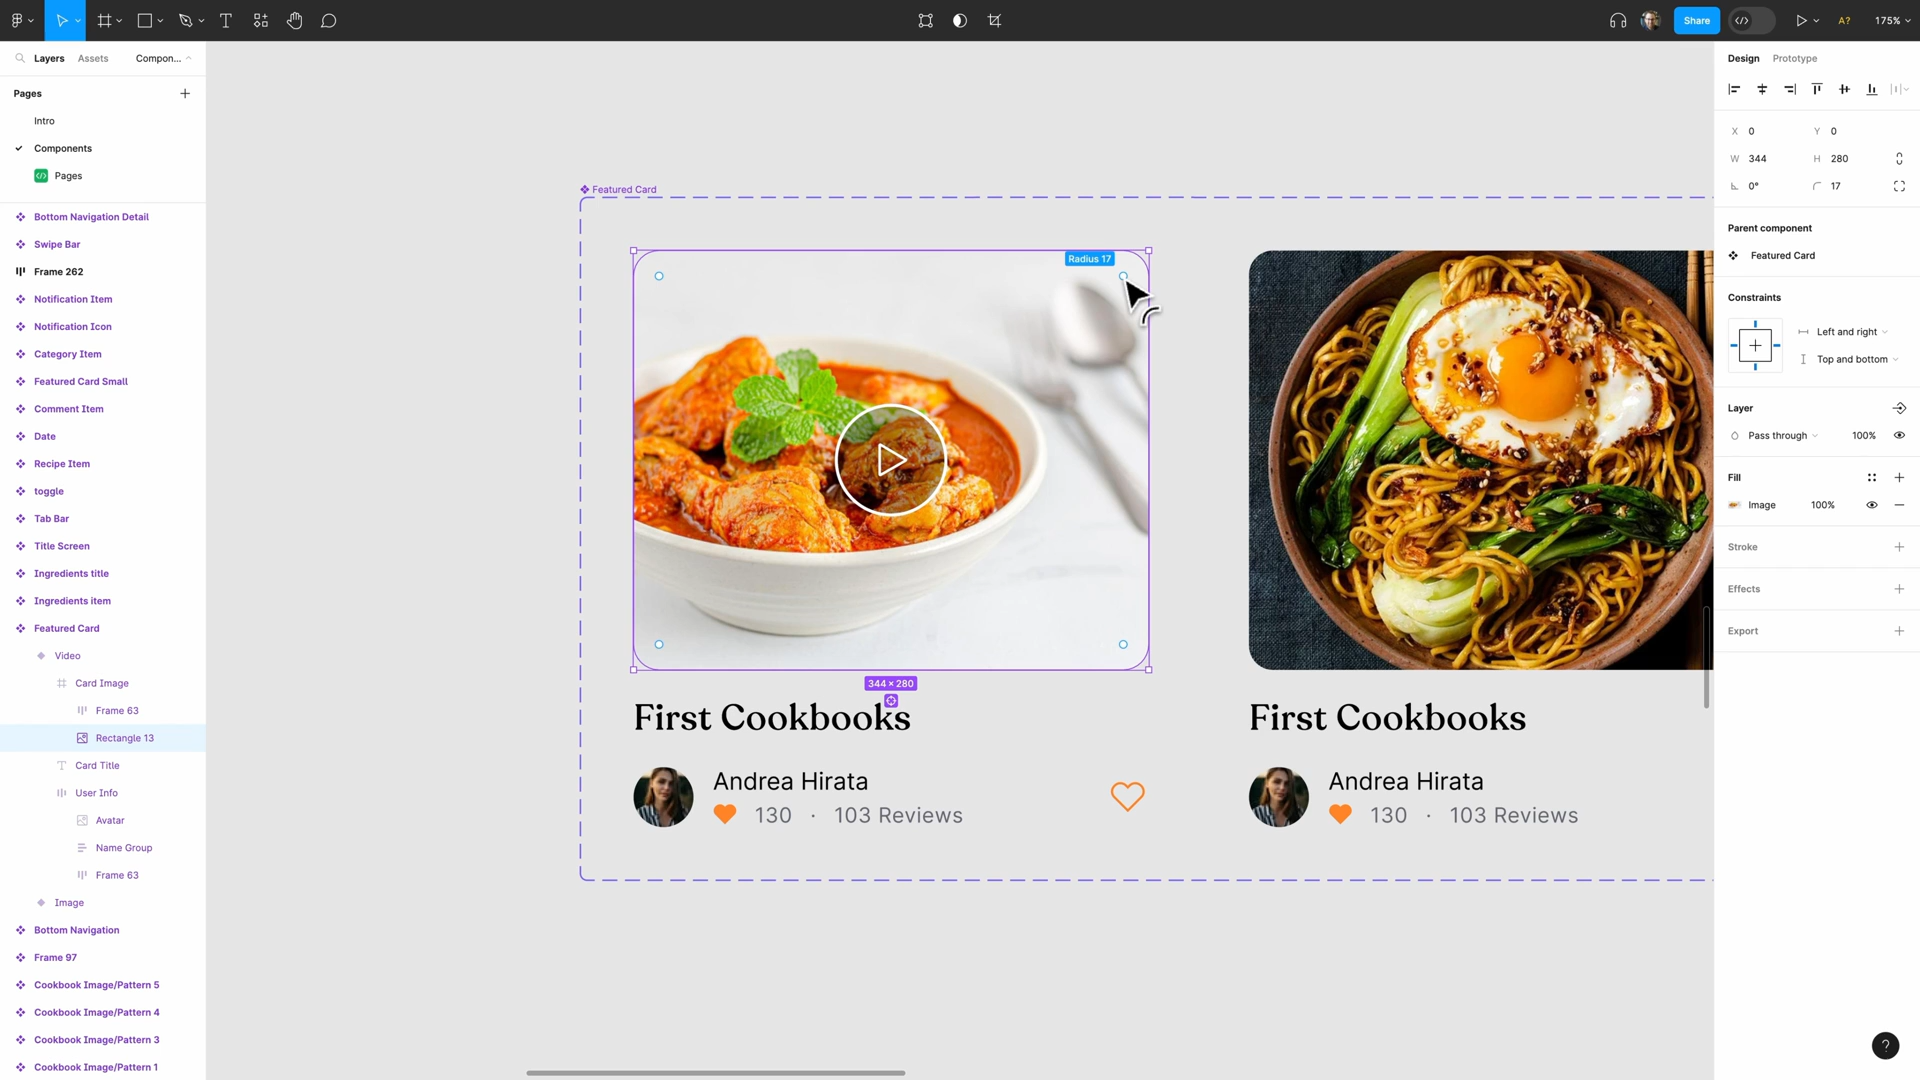 Share
A?
175%
Layers
Assets
Compon...
Pages
Intro
Components
Pages
Bottom Navigation Detail
Swipe Bar
Frame 262
Notification Item
Notification Icon
Category Item
Featured Card Small
Comment Item
Date
Recipe Item
toggle
Tab Bar
Title Screen
Ingredients title
Ingredients item
Featured Card
Video
Card Image
Frame 63
Rectangle 13
Card Title
User Info
Avatar
Name Group
Frame 63
Image
Bottom Navigation
Frame 97
Cookbook Image/Pattern 5
Cookbook Image/Pattern 4
Cookbook Image/Pattern 3
Cookbook Image/Pattern 1
Featured Card
Radius 17
344 × 280
First Cookbooks
Andrea Hirata
130 · 103 Reviews
First Cookbooks
Andrea Hirata
130 · 103 Reviews
Design
Prototype
X 0 Y 0
W 344 H 280
0° 17
Parent component
Featured Card
Constraints
Left and right
Top and bottom
Layer
Pass through 100%
Fill
Image 100%
Stroke
Effects
Export
?